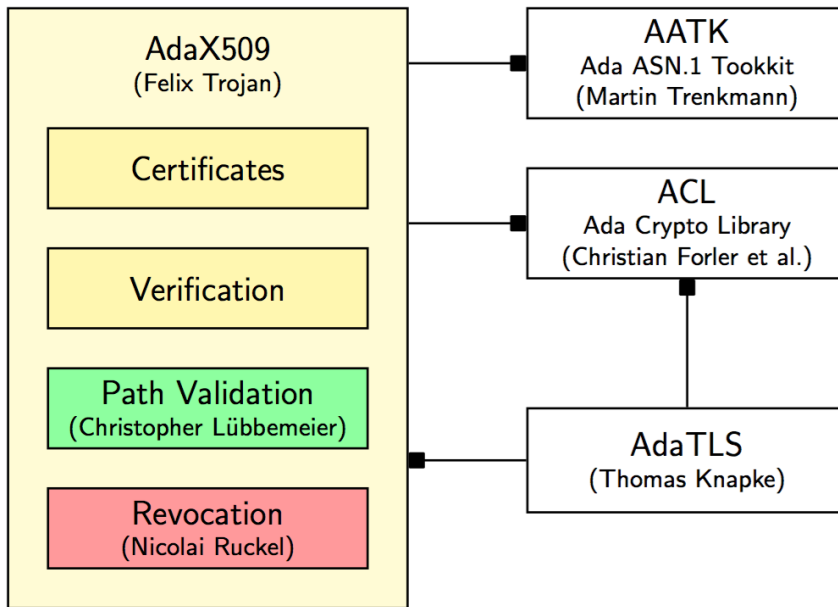 AdaX509
(Felix Trojan)
Certificates
Verification
Path Validation
(Christopher Lübbemeier)
Revocation
(Nicolai Ruckel)
AATK
Ada ASN.1 Tookkit
(Martin Trenkmann)
ACL
Ada Crypto Library
(Christian Forler et al.)
AdaTLS
(Thomas Knapke)